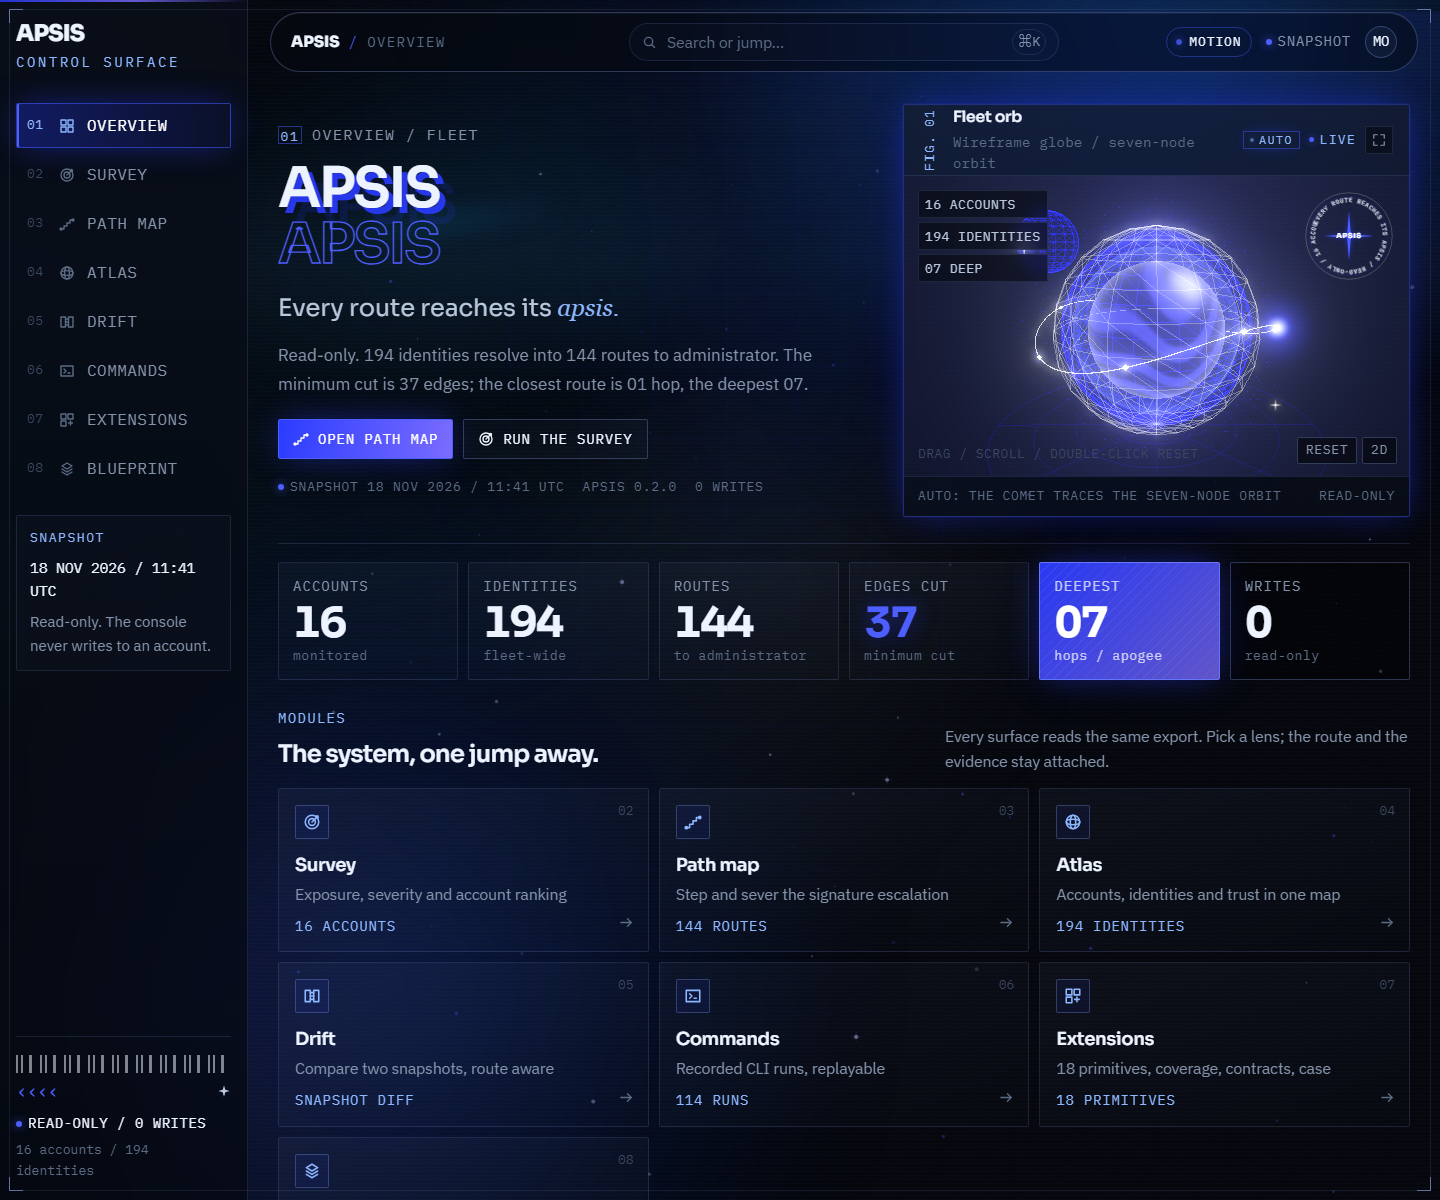 APSIS
CONTROL SURFACE
01 OVERVIEW
02 SURVEY
03 PATH MAP
04 ATLAS
05 DRIFT
06 COMMANDS
07 EXTENSIONS
08 BLUEPRINT
SNAPSHOT
18 NOV 2026 / 11:41
UTC
Read-only. The console
never writes to an account.
READ-ONLY / 0 WRITES
16 accounts / 194
identities
APSIS / OVERVIEW
Search or jump...
⌘K
MOTION
SNAPSHOT
MO
01 OVERVIEW / FLEET
APSIS
APSIS
Every route reaches its apsis.
Read-only. 194 identities resolve into 144 routes to administrator. The
minimum cut is 37 edges; the closest route is 01 hop, the deepest 07.
OPEN PATH MAP
RUN THE SURVEY
SNAPSHOT 18 NOV 2026 / 11:41 UTC APSIS 0.2.0 0 WRITES
FIG. 01
Fleet orb
Wireframe globe / seven-node
orbit
AUTO
LIVE
16 ACCOUNTS
194 IDENTITIES
07 DEEP
EVERY ROUTE REACHES ITS APSIS / READ-ONLY / 16 ACCOU
APSIS
DRAG / SCROLL / DOUBLE-CLICK RESET
RESET
2D
AUTO: THE COMET TRACES THE SEVEN-NODE ORBIT
READ-ONLY
ACCOUNTS
16
monitored
IDENTITIES
194
fleet-wide
ROUTES
144
to administrator
EDGES CUT
37
minimum cut
DEEPEST
07
hops / apogee
WRITES
0
read-only
MODULES
The system, one jump away.
Every surface reads the same export. Pick a lens; the route and the
evidence stay attached.
02
Survey
Exposure, severity and account ranking
16 ACCOUNTS
03
Path map
Step and sever the signature escalation
144 ROUTES
04
Atlas
Accounts, identities and trust in one map
194 IDENTITIES
05
Drift
Compare two snapshots, route aware
SNAPSHOT DIFF
06
Commands
Recorded CLI runs, replayable
114 RUNS
07
Extensions
18 primitives, coverage, contracts, case
18 PRIMITIVES
08